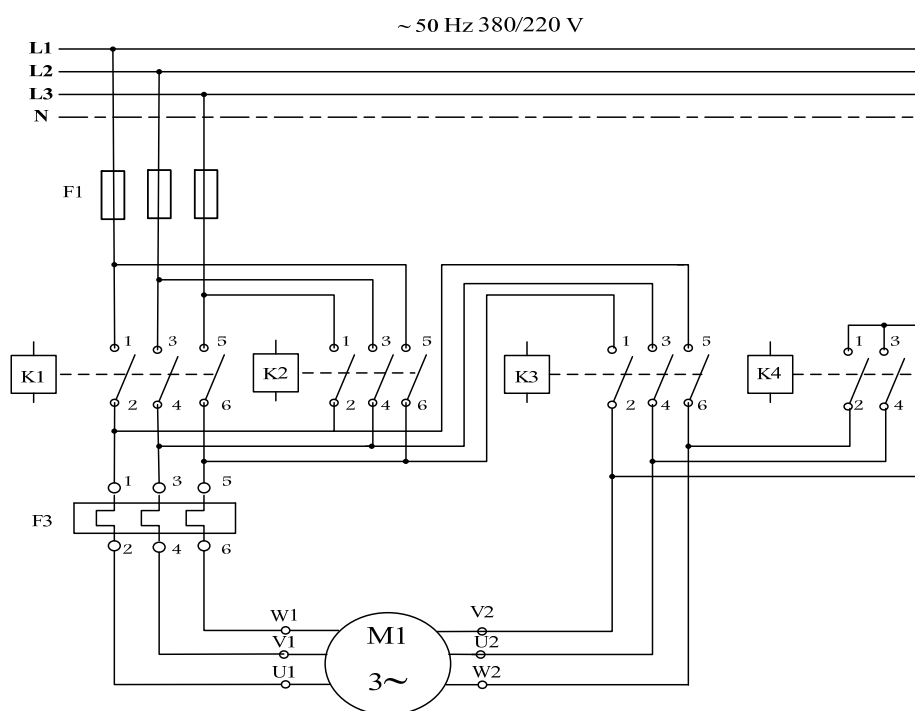 ~ 50 Hz 380/220 V
L1
L2
L3
N
F1
1 3 5 1 3 5 1 3 5 1 3
K1 K2 K3 K4
2 4 6 2 4 6 2 4 6 2 4
1 3 5
F3
2 4 6
W1 M1 V2
V1 U2
U1 3~ W2